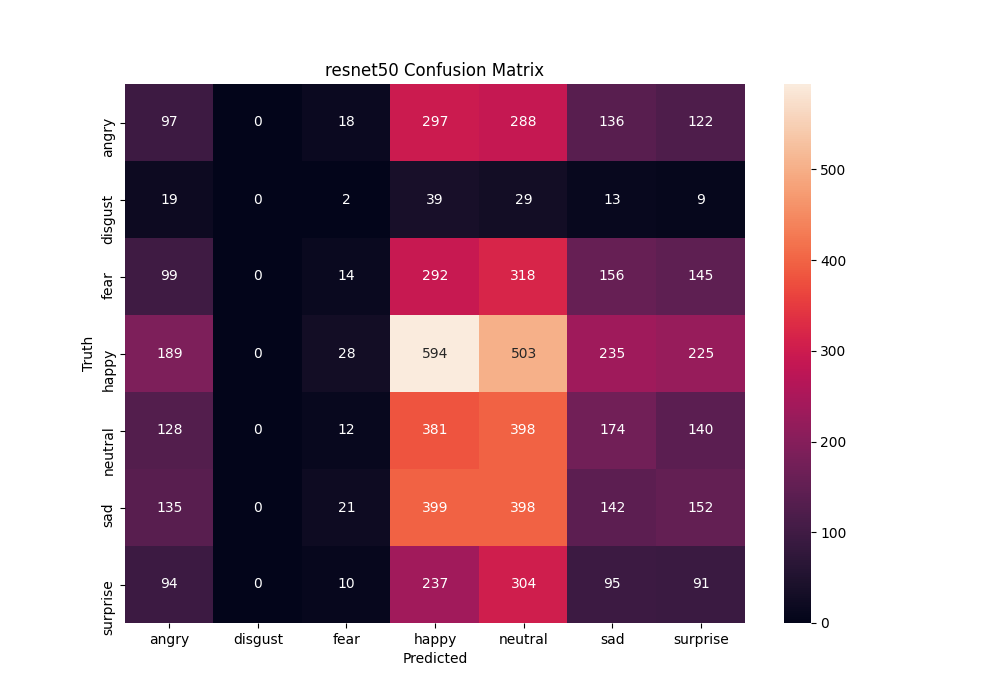 resnet50 Confusion Matrix
Truth
angry 97 0 18 297 288 136 122
disgust 19 0 2 39 29 13 9
fear 99 0 14 292 318 156 145
happy 189 0 28 594 503 235 225
neutral 128 0 12 381 398 174 140
sad 135 0 21 399 398 142 152
surprise 94 0 10 237 304 95 91
angry disgust fear happy neutral sad surprise
Predicted
500
400
300
200
100
0